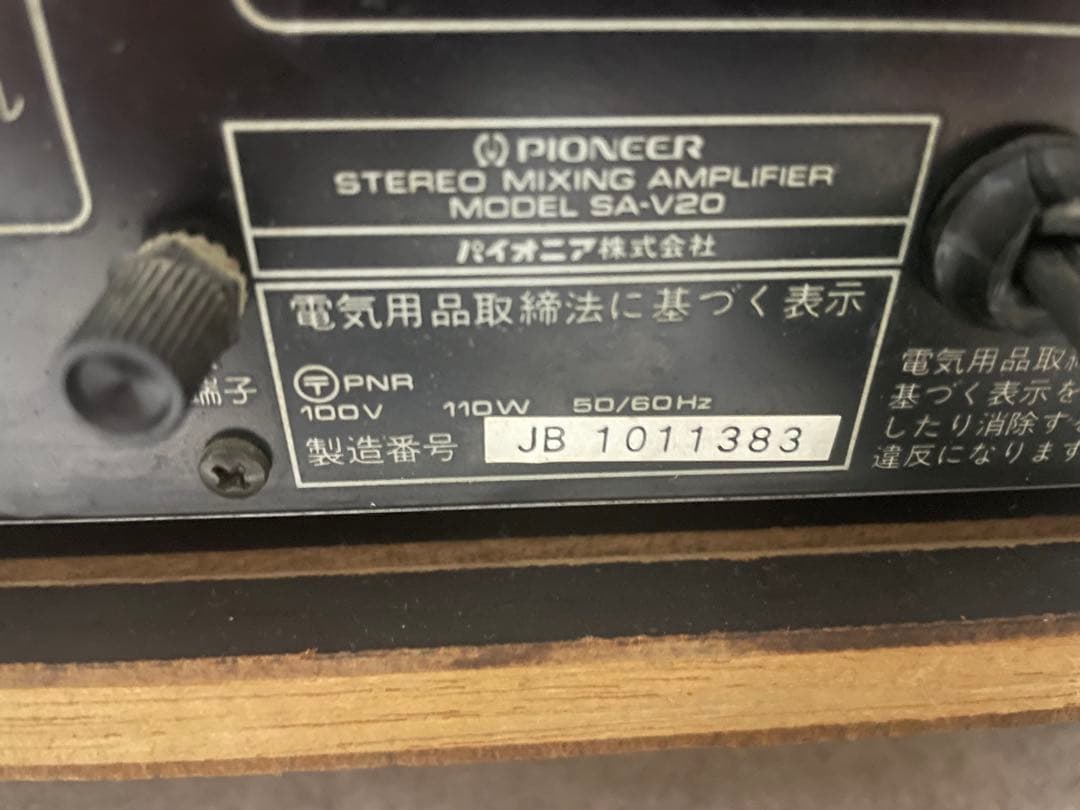 PIONEER
STEREO MIXING AMPLIFIER
MODEL SA-V20
パイオニア株式会社
電気用品取締法に基づく表示
〒 PNR
100V 110W 50/60Hz
製造番号 JB 1011383
端子
電気用品取締
基づく表示を
したり消除する
違反になります